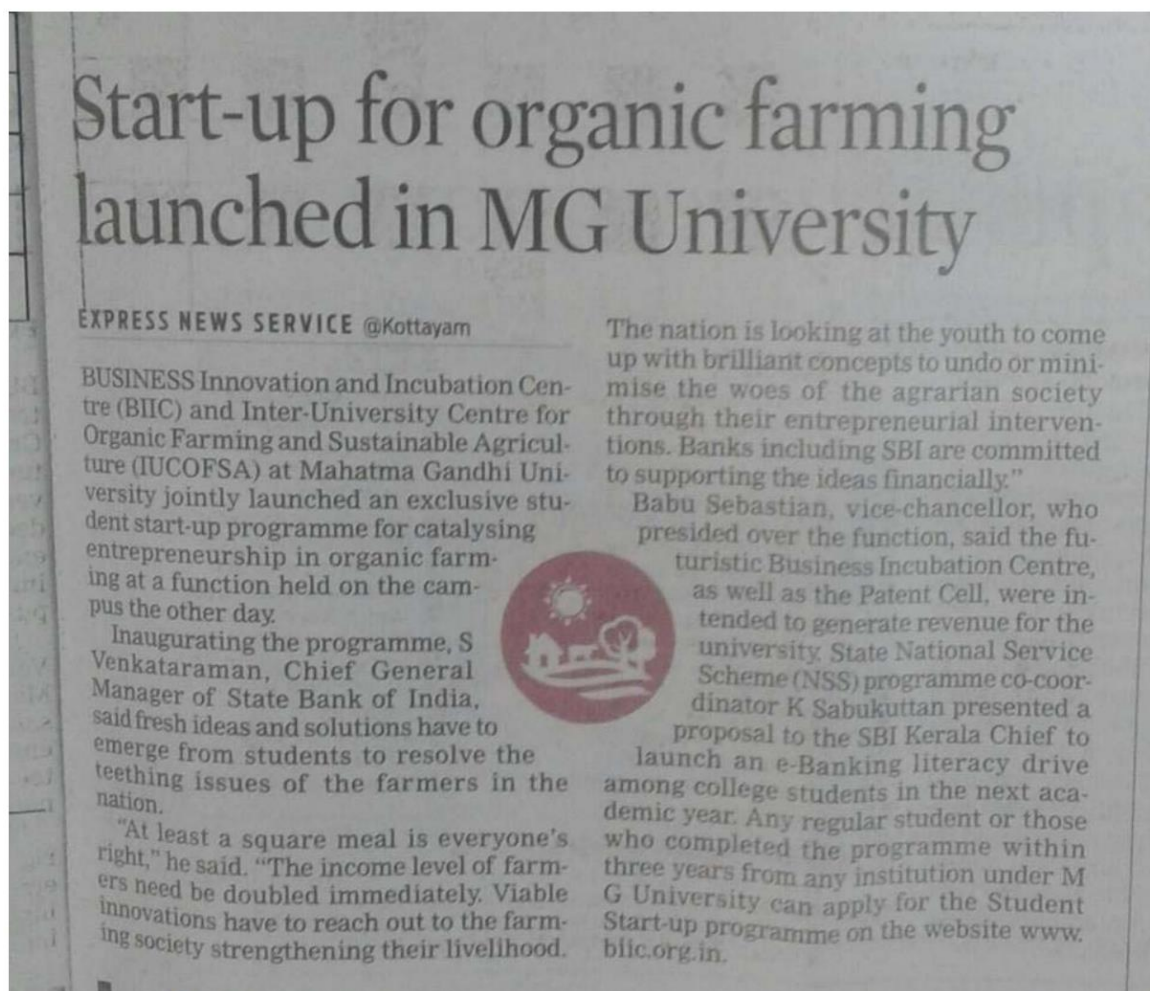 Start-up for organic farming
launched in MG University
EXPRESS NEWS SERVICE @Kottayam
BUSINESS Innovation and Incubation Cen-
tre (BIIC) and Inter-University Centre for
Organic Farming and Sustainable Agricul-
ture (IUCOFSA) at Mahatma Gandhi Uni-
versity jointly launched an exclusive stu-
dent start-up programme for catalysing
entrepreneurship in organic farm-
ing at a function held on the cam-
pus the other day.
Inaugurating the programme, S
Venkataraman, Chief General
Manager of State Bank of India,
said fresh ideas and solutions have to
emerge from students to resolve the
teething issues of the farmers in the
nation.
"At least a square meal is everyone's
right," he said. "The income level of farm-
ers need be doubled immediately. Viable
innovations have to reach out to the farm-
ing society strengthening their livelihood.
The nation is looking at the youth to come
up with brilliant concepts to undo or mini-
mise the woes of the agrarian society
through their entrepreneurial interven-
tions. Banks including SBI are committed
to supporting the ideas financially."
Babu Sebastian, vice-chancellor, who
presided over the function, said the fu-
turistic Business Incubation Centre,
as well as the Patent Cell, were in-
tended to generate revenue for the
university. State National Service
Scheme (NSS) programme co-coor-
dinator K Sabukuttan presented a
proposal to the SBI Kerala Chief to
launch an e-Banking literacy drive
among college students in the next aca-
demic year. Any regular student or those
who completed the programme within
three years from any institution under M
G University can apply for the Student
Start-up programme on the website www.
biic.org.in.